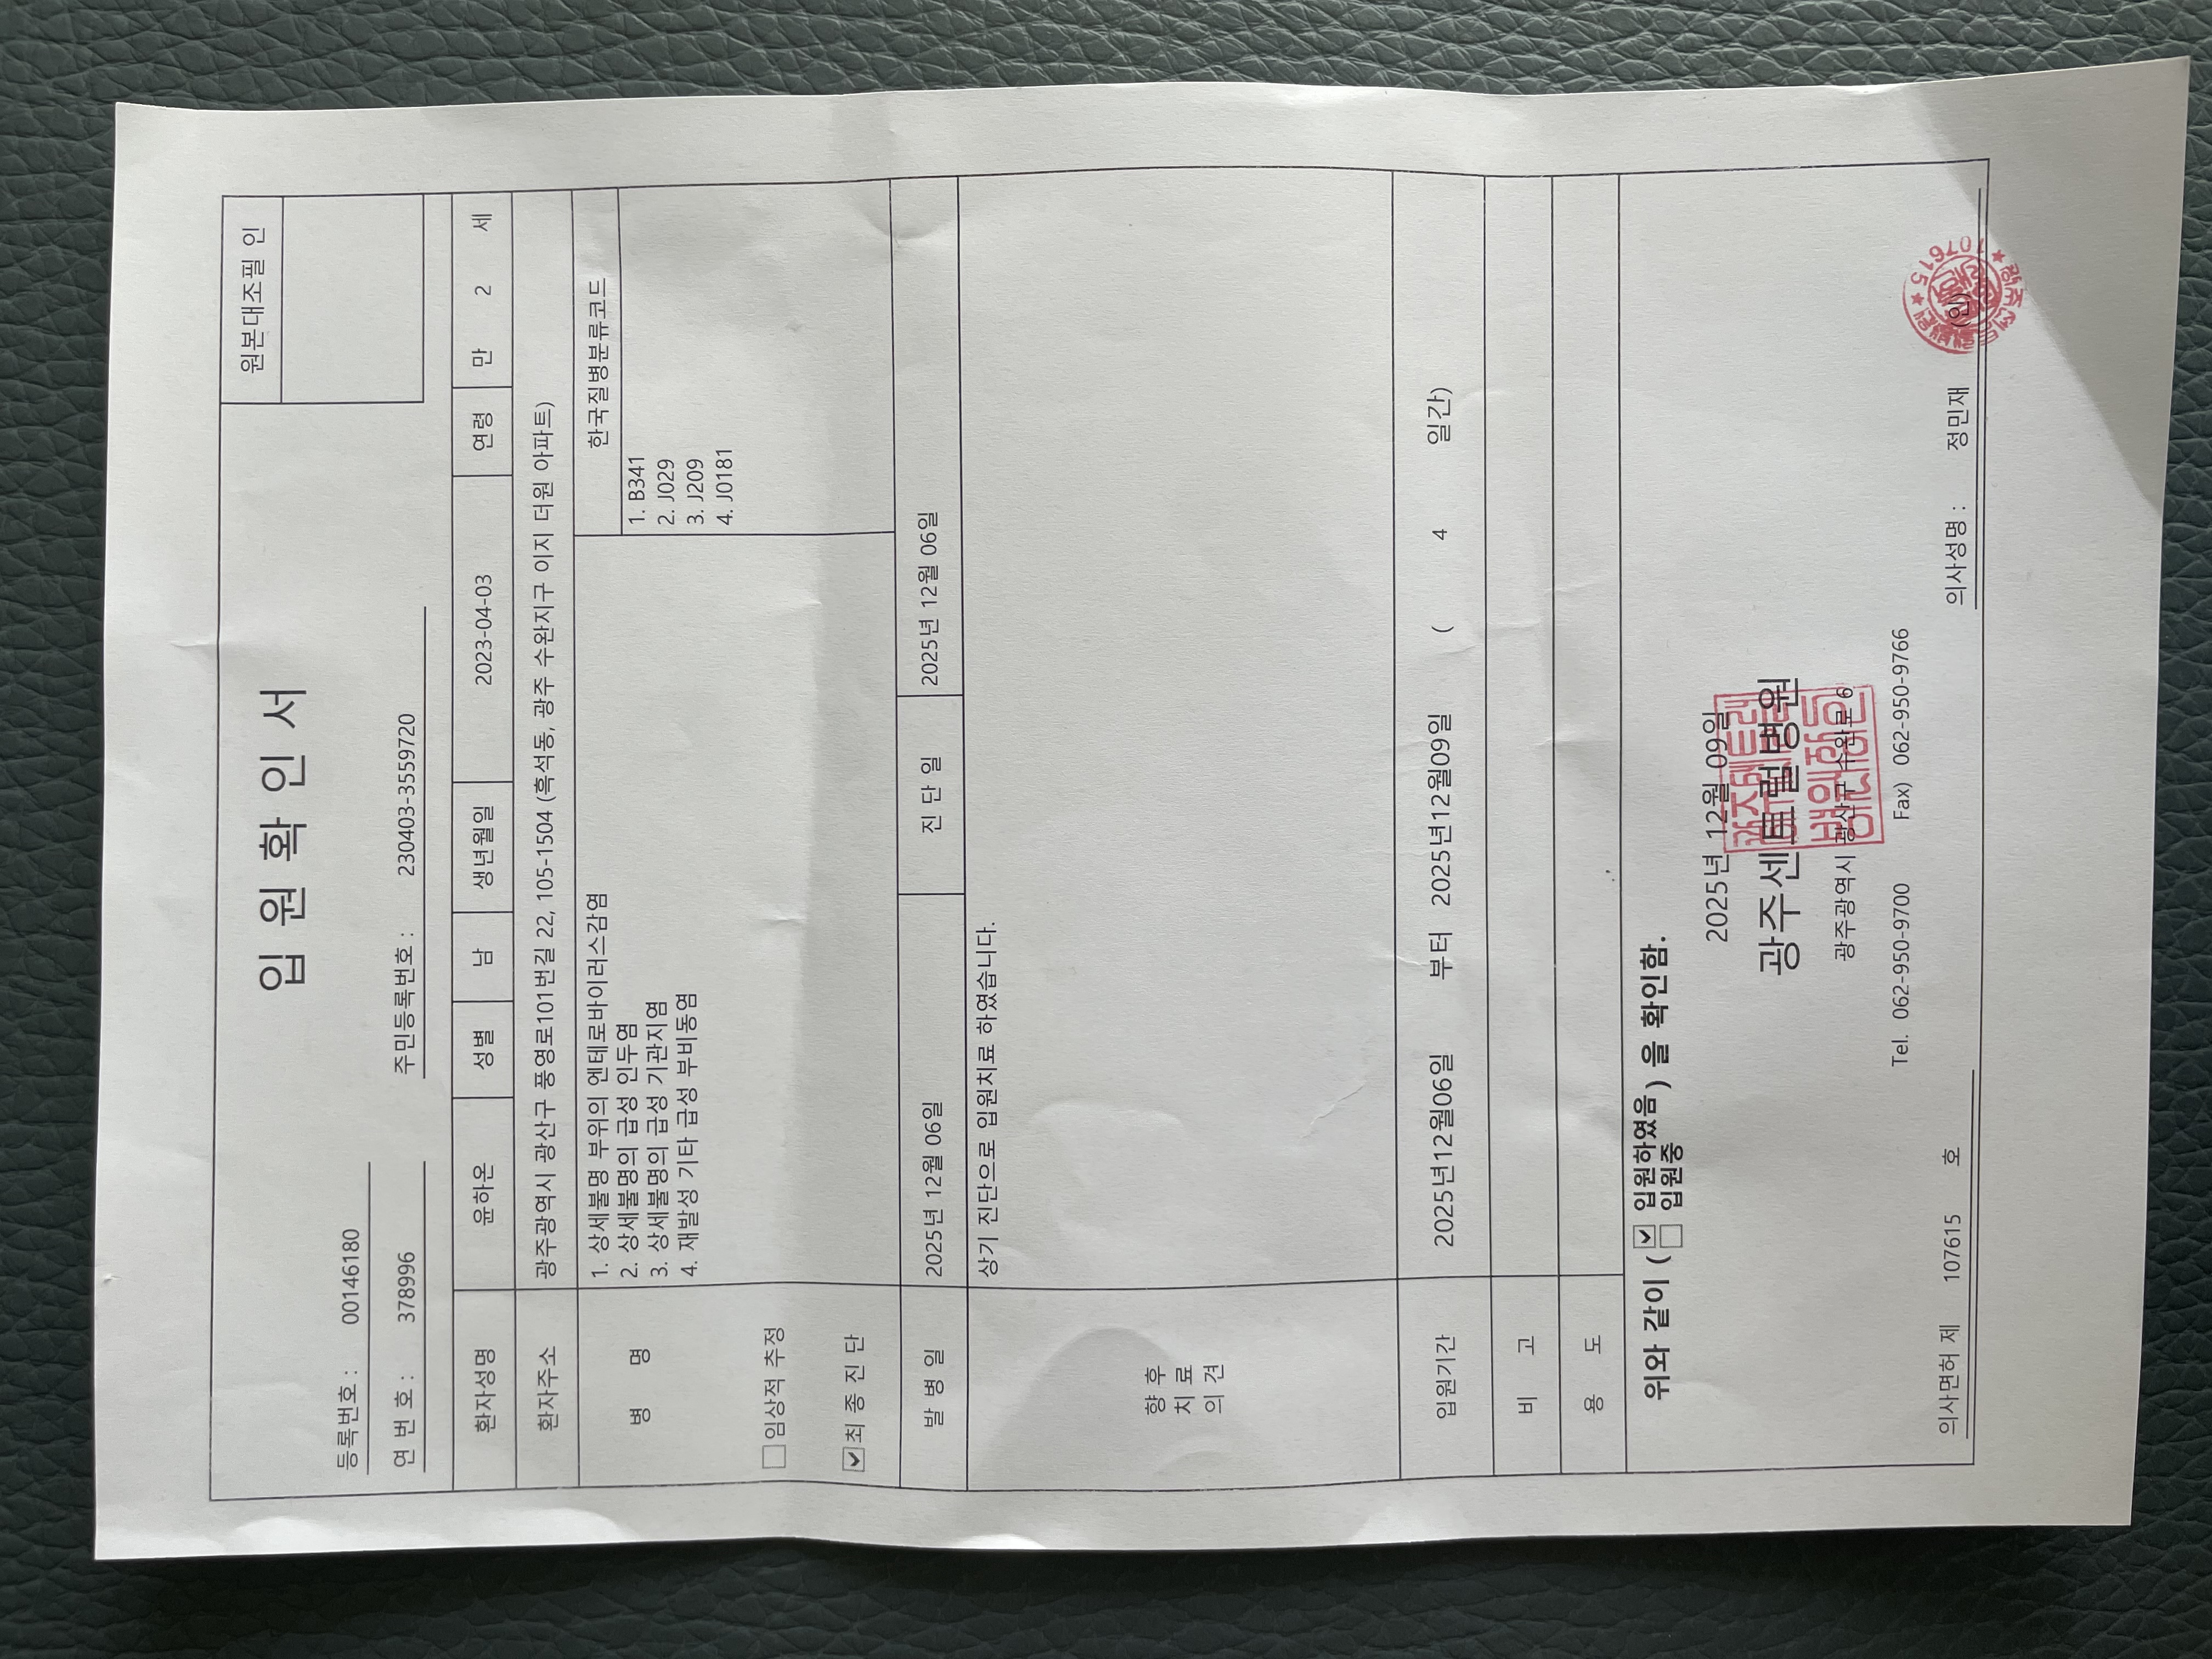 원본대조필 인
입 원 확 인 서
등록번호 : 00146180
연 번 호 : 378996
주민등록번호 : 230403-3559720
환자성명 윤하온 성별 남 생년월일 2023-04-03 연령 만 2 세
환자주소 광주광역시 광산구 풍영로101번길 22, 105-1504 (흑석동, 광주 수완지구 이지 더원 아파트)
병 명
□임상적 추정
☑최 종 진 단
1. 상세불명 부위의 엔테로바이러스감염
2. 상세불명의 급성 인두염
3. 상세불명의 급성 기관지염
4. 재발성 기타 급성 부비동염
한국질병분류코드
1. B341
2. J029
3. J209
4. J0181
발 병 일 2025년 12월 06일 진 단 일 2025년 12월 06일
향 후
치 료
의 견
상기 진단으로 입원치료 하였습니다.
입원기간 2025년12월06일 부터 2025년12월09일 ( 4 일간)
비 고
용 도
위와 같이 ( ☑ 입원하였음 ) 을 확인함.
□ 입원중
2025년 12월 09일
광주센트럴병원
광주광역시 광산구 수완로 6
Tel. 062-950-9700 Fax) 062-950-9766
의사면허 제 107615 호 의사성명 : 정민재 (인)
107615